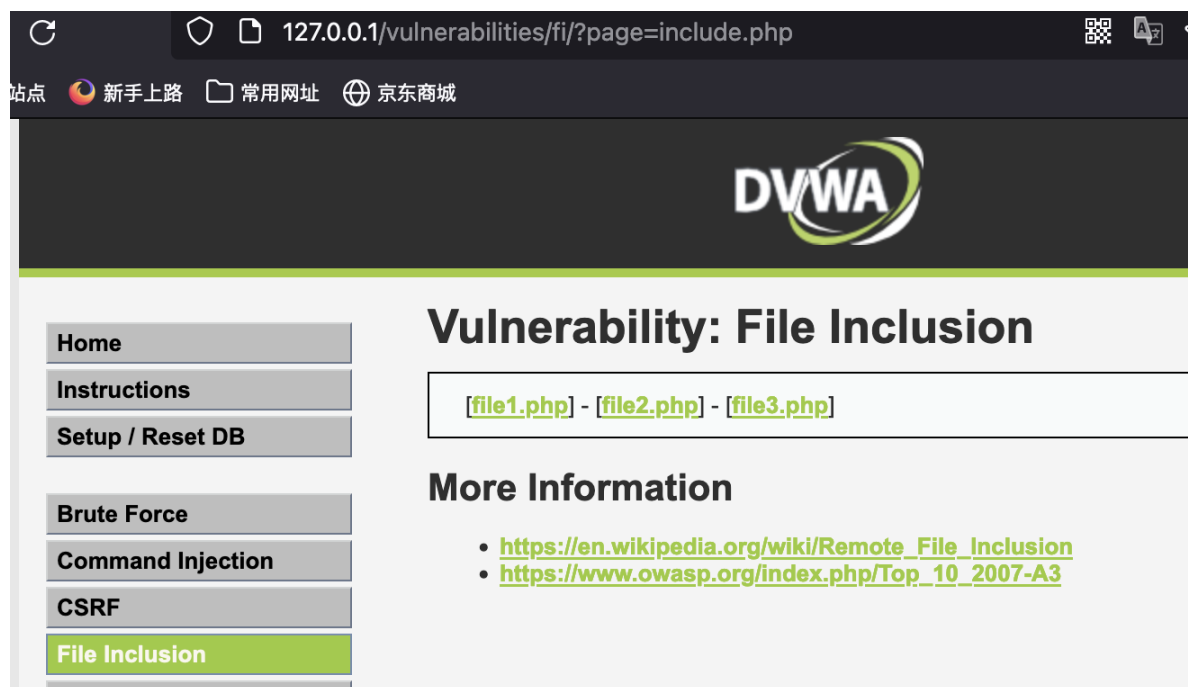 127.0.0.1/vulnerabilities/fi/?page=include.php
站点 新手上路 常用网址 京东商城
DVWA
Vulnerability: File Inclusion
Home
Instructions
Setup / Reset DB
Brute Force
Command Injection
CSRF
File Inclusion
[file1.php] - [file2.php] - [file3.php]
More Information
https://en.wikipedia.org/wiki/Remote_File_Inclusion
https://www.owasp.org/index.php/Top_10_2007-A3